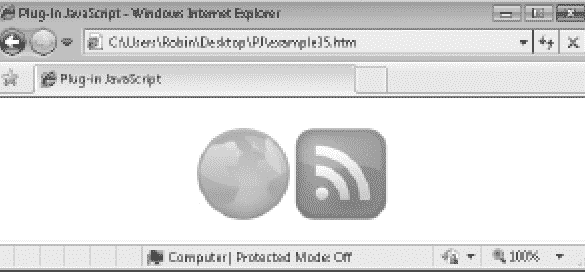 Plug-In JavaScript - Windows Internet Explorer
C:\Users\Robin\Desktop\PJ\example35.htm
Plug-in JavaScript
Computer | Protected Mode: Off
100%